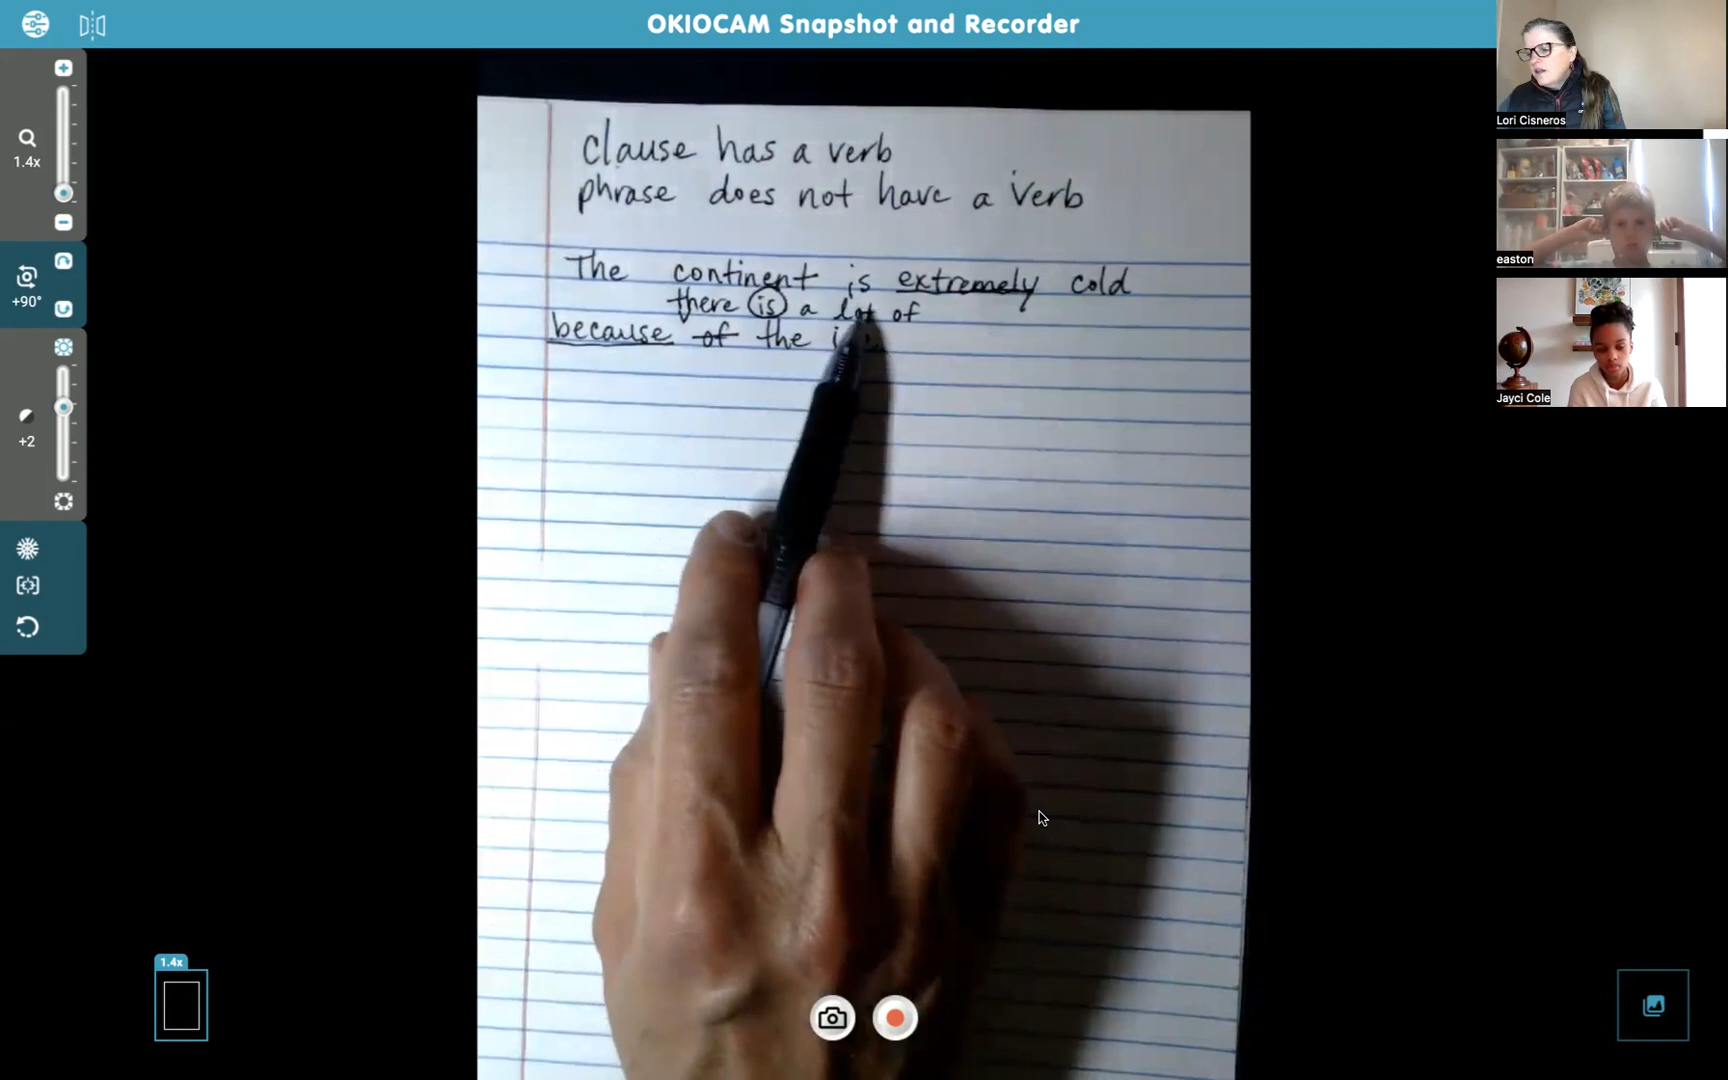 OKIOCAM Snapshot and Recorder
1.4x
+90°
+2
clause has a verb
phrase does not have a verb
The continent is extremely cold
there is a lot of
because of the
1.4x
Lori Cisneros
easton
Jayci Cole